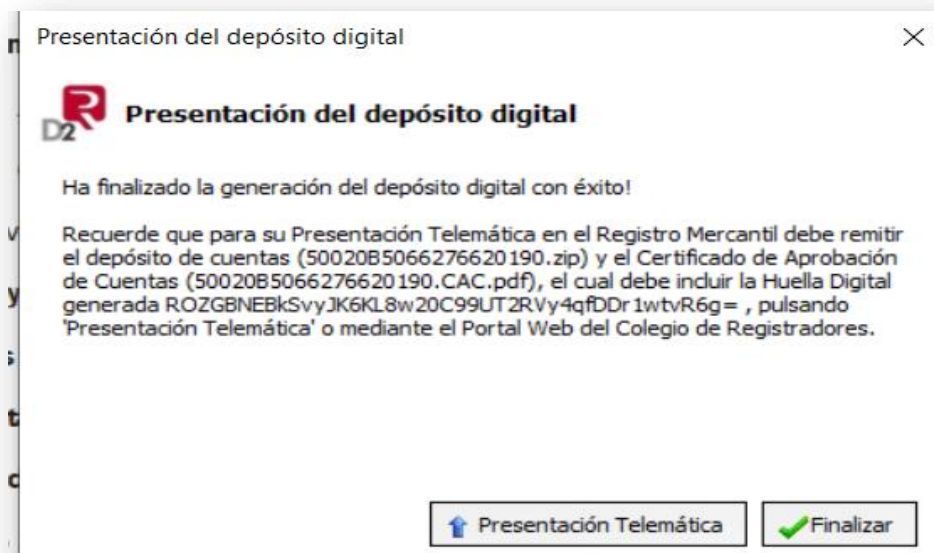 Presentación del depósito digital
D2 R
Presentación del depósito digital
Ha finalizado la generación del depósito digital con éxito!
Recuerde que para su Presentación Telemática en el Registro Mercantil debe remitir
el depósito de cuentas (50020B5066276620190.zip) y el Certificado de Aprobación
de Cuentas (50020B5066276620190.CAC.pdf), el cual debe incluir la Huella Digital
generada ROZGBNEBkSvyJK6KL8w20C99UT2RVy4qfDDr1wtvR6g= , pulsando
'Presentación Telemática' o mediante el Portal Web del Colegio de Registradores.
Presentación Telemática
Finalizar